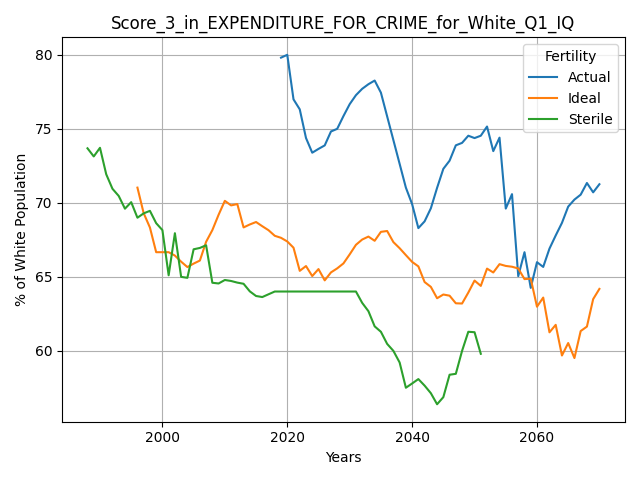 Score_3_in_EXPENDITURE_FOR_CRIME_for_White_Q1_IQ
80
75
70
65
60
% of White Population
Fertility
Actual
Ideal
Sterile
2000
2020
2040
2060
Years